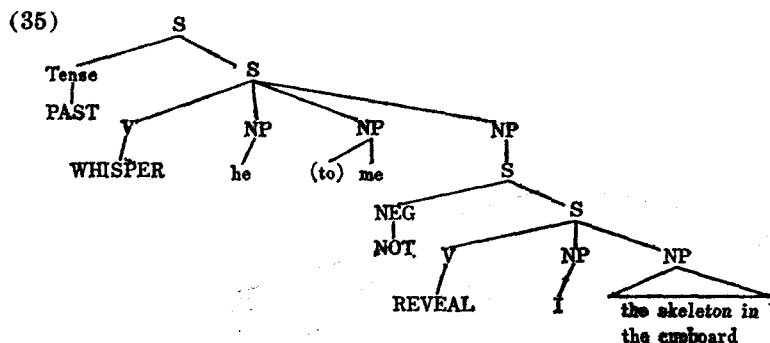 (35)
S
Tense S
PAST
V NP NP NP
WHISPER he (to) me S
NEG S
NOT V NP NP
REVEAL I the skeleton in
the cupboard